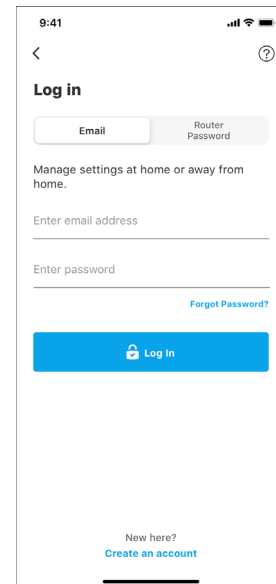 9:41
?
Log in
Email
Router
Password
Manage settings at home or away from
home.
Enter email address
Enter password
Forgot Password?
Log In
New here?
Create an account